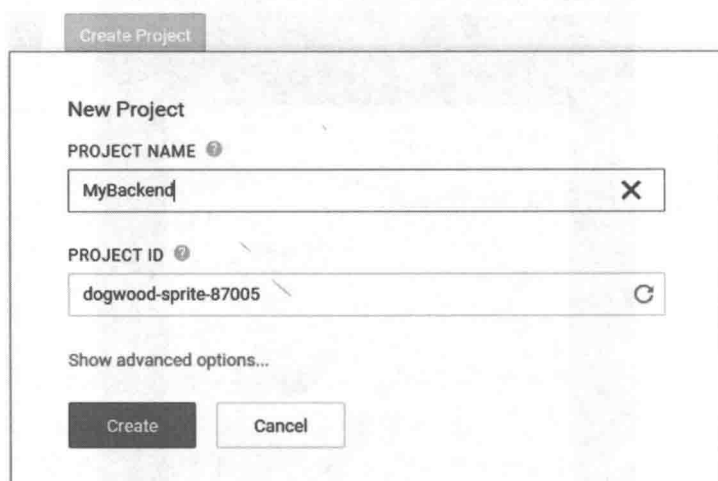 Create Project
New Project
PROJECT NAME
MyBackend
PROJECT ID
dogwood-sprite-87005
Show advanced options...
Create
Cancel